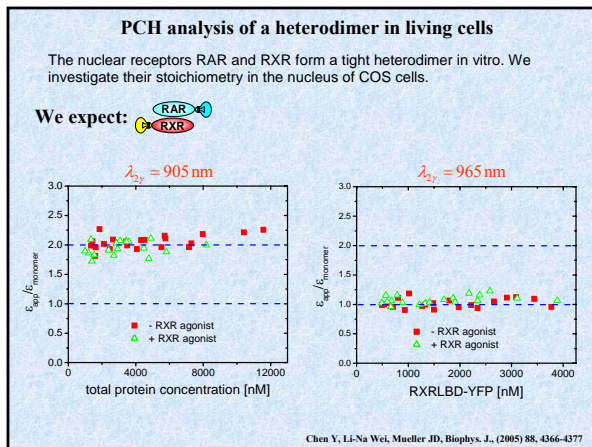 PCH analysis of a heterodimer in living cells
The nuclear receptors RAR and RXR form a tight heterodimer in vitro. We
investigate their stoichiometry in the nucleus of COS cells.
We expect:
RAR
RXR
λ2γ = 905 nm
3.0
2.5
2.0
1.5
1.0
0.5
0.0
εapp/εmonomer
- RXR agonist
+ RXR agonist
0 4000 8000 12000
total protein concentration [nM]
λ2γ = 965 nm
3.0
2.5
2.0
1.5
1.0
0.5
0.0
εapp/εmonomer
- RXR agonist
+ RXR agonist
0 1000 2000 3000 4000
RXRLBD-YFP [nM]
Chen Y, Li-Na Wei, Mueller JD, Biophys. J., (2005) 88, 4366-4377